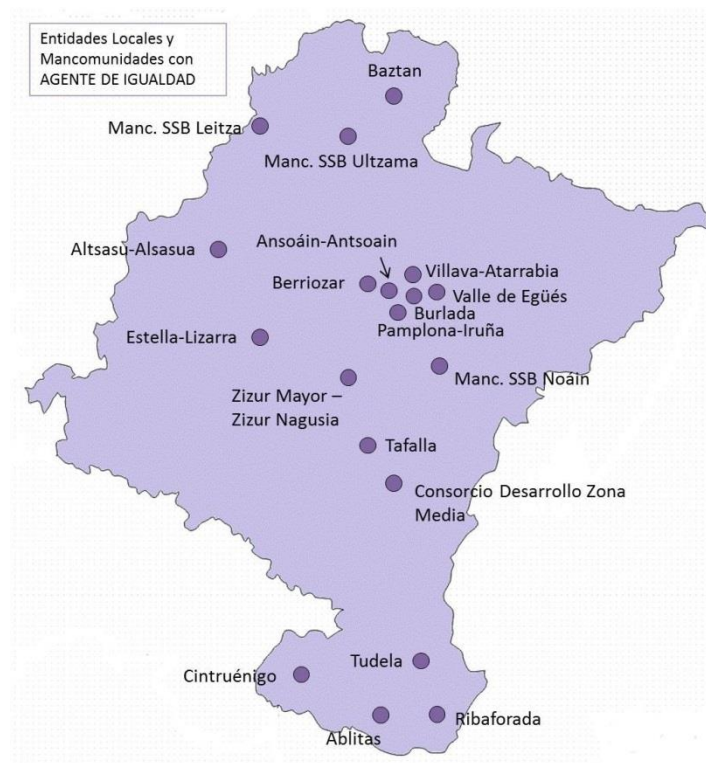 Entidades Locales y
Mancomunidades con
AGENTE DE IGUALDAD
Baztan
Manc. SSB Leitza
Manc. SSB Ultzama
Altsasu-Alsasua
Ansoáin-Antsoain
Villava-Atarrabia
Berriozar
Valle de Egüés
Burlada
Pamplona-Iruña
Estella-Lizarra
Manc. SSB Noáin
Zizur Mayor –
Zizur Nagusia
Tafalla
Consorcio Desarrollo Zona
Media
Tudela
Cintruénigo
Ribaforada
Ablitas